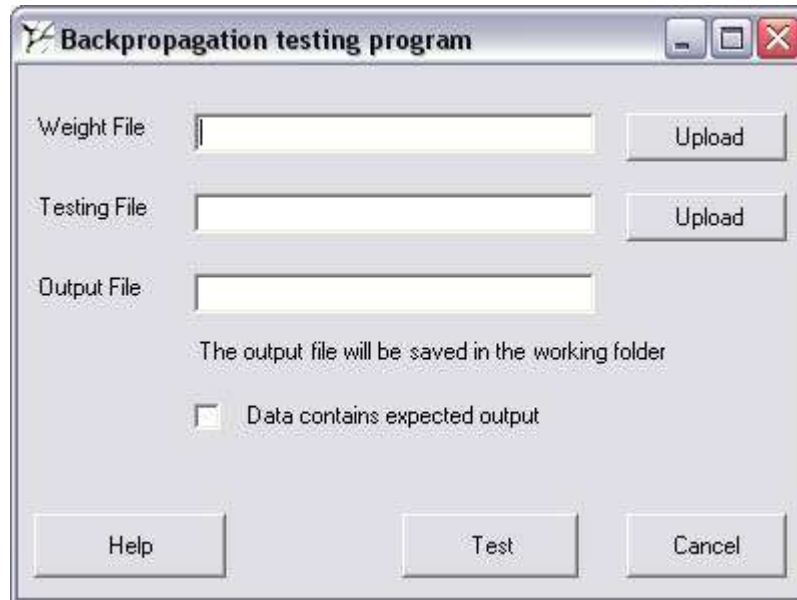 Backpropagation testing program
Weight File Upload
Testing File Upload
Output File
The output file will be saved in the working folder
Data contains expected output
Help Test Cancel